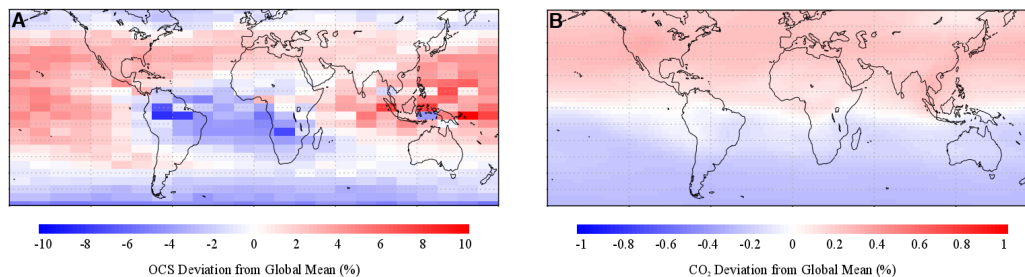 A
B
-10 -8 -6 -4 -2 0 2 4 6 8 10
OCS Deviation from Global Mean (%)
-1 -0.8 -0.6 -0.4 -0.2 0 0.2 0.4 0.6 0.8 1
CO₂ Deviation from Global Mean (%)